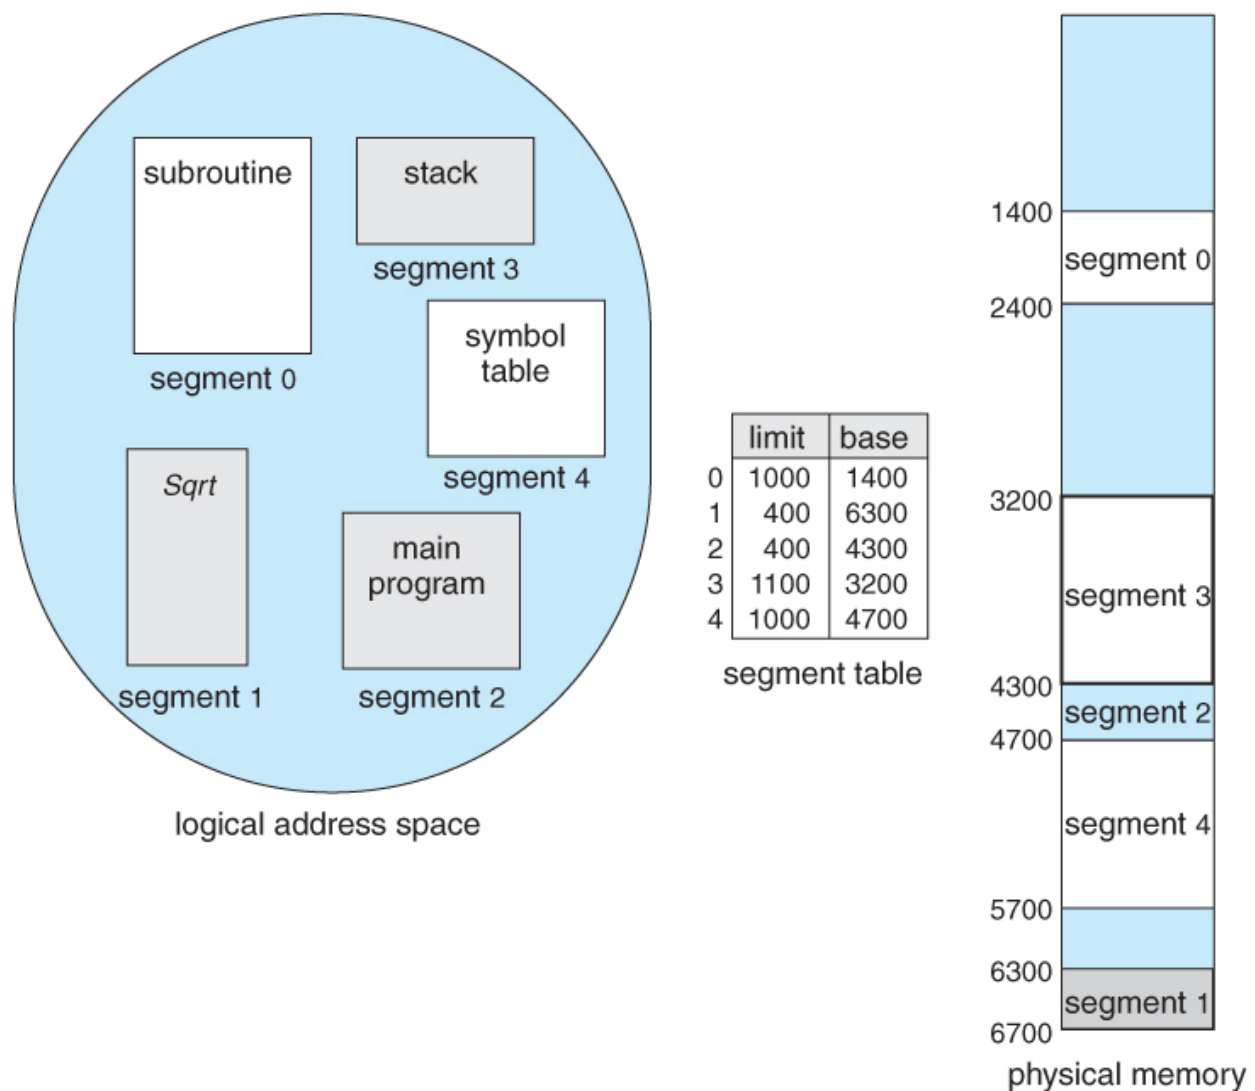 subroutine
segment 0
stack
segment 3
symbol
table
segment 4
Sqrt
segment 1
main
program
segment 2
logical address space
limit base
0 1000 1400
1 400 6300
2 400 4300
3 1100 3200
4 1000 4700
segment table
1400
segment 0
2400
3200
segment 3
4300
segment 2
4700
segment 4
5700
6300
segment 1
6700
physical memory